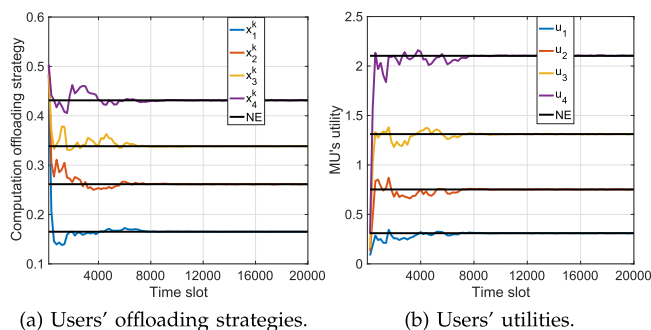 0.6
0.5
0.4
0.3
0.2
0.1
Computation offloading strategy
4000 8000 12000 16000 20000
Time slot
x₁ᵏ
x₂ᵏ
x₃ᵏ
x₄ᵏ
NE
(a) Users' offloading strategies.
2.5
2
1.5
1
0.5
0
MU's utility
4000 8000 12000 16000 20000
Time slot
u₁
u₂
u₃
u₄
NE
(b) Users' utilities.